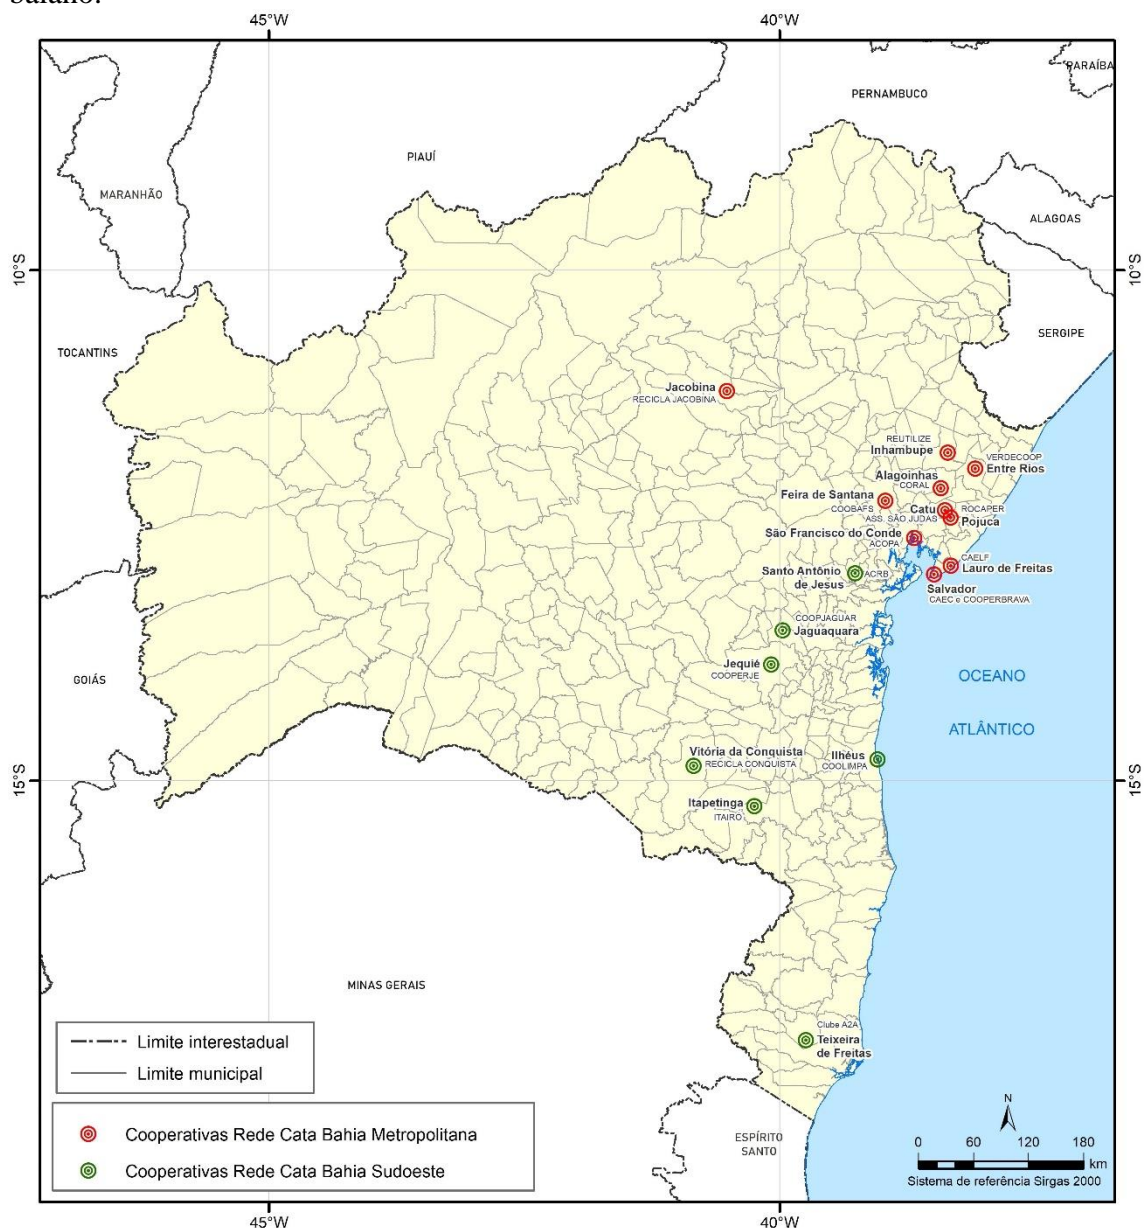 baiano.
45°W
40°W
PARAÍBA
PERNAMBUCO
PIAUÍ
MARANHÃO
ALAGOAS
10°S
10°S
SERGIPE
TOCANTINS
Jacobina
RECICLA JACOBINA
REUTILIZE
Inhambupe
VERDECOOP
Entre Rios
Alagoinhas
CORAL
Feira de Santana
COOBAFS
Catu
ASS. SÃO JUDAS
ROCAPER
Pojuca
São Francisco do Conde
ACOPA
CAELF
Lauro de Freitas
Santo Antônio
de Jesus
ACRB
Salvador
CAEC e COOPERBRAVA
COOPJAGUAR
Jaguaquara
Jequié
COOPERJE
GOIÁS
OCEANO
ATLÂNTICO
Vitória da Conquista
RECICLA CONQUISTA
Ilhéus
COOLIMPA
15°S
15°S
Itapetinga
ITAIRÓ
MINAS GERAIS
Clube A2A
Teixeira
de Freitas
Limite interestadual
Limite municipal
Cooperativas Rede Cata Bahia Metropolitana
Cooperativas Rede Cata Bahia Sudoeste
ESPÍRITO
SANTO
N
0 60 120 180
km
Sistema de referência Sirgas 2000
45°W
40°W